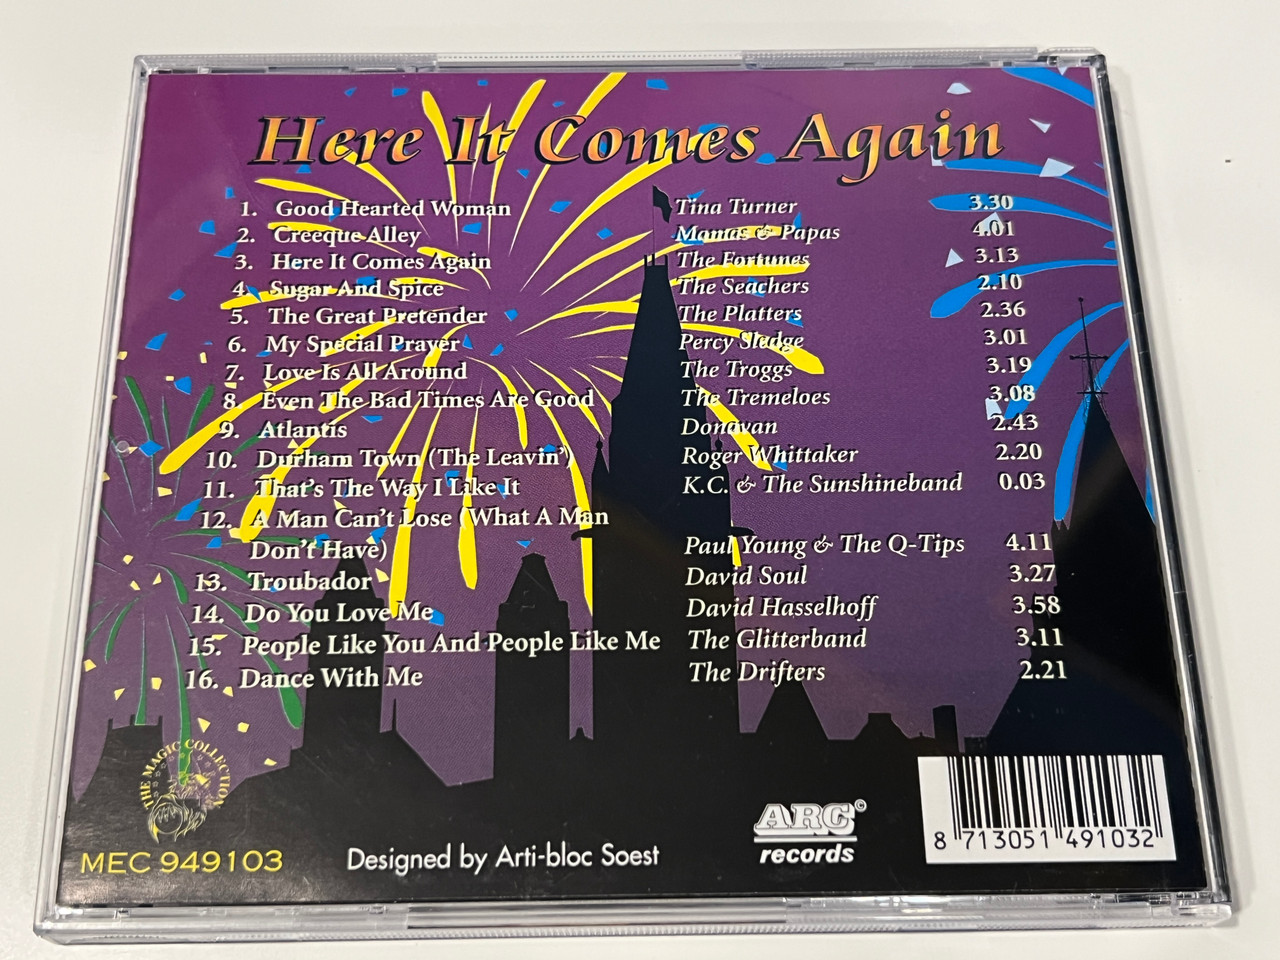 Here It Comes Again
1. Good Hearted Woman Tina Turner 3.30
2. Creeque Alley Mamas & Papas 4.01
3. Here It Comes Again The Fortunes 3.13
4. Sugar And Spice The Seachers 2.10
5. The Great Pretender The Platters 2.36
6. My Special Prayer Percy Sledge 3.01
7. Love Is All Around The Troggs 3.19
8. Even The Bad Times Are Good The Tremeloes 3.08
9. Atlantis Donovan 2.43
10. Durham Town (The Leavin') Roger Whittaker 2.20
11. That's The Way I Like It K.C. & The Sunshineband 0.03
12. A Man Can't Lose (What A Man
Don't Have) Paul Young & The Q-Tips 4.11
13. Troubador David Soul 3.27
14. Do You Love Me David Hasselhoff 3.58
15. People Like You And People Like Me The Glitterband 3.11
16. Dance With Me The Drifters 2.21
THE MAGIC COLLECTION
MEC 949103
Designed by Arti-bloc Soest
ARC ©
records
8 713051 491032